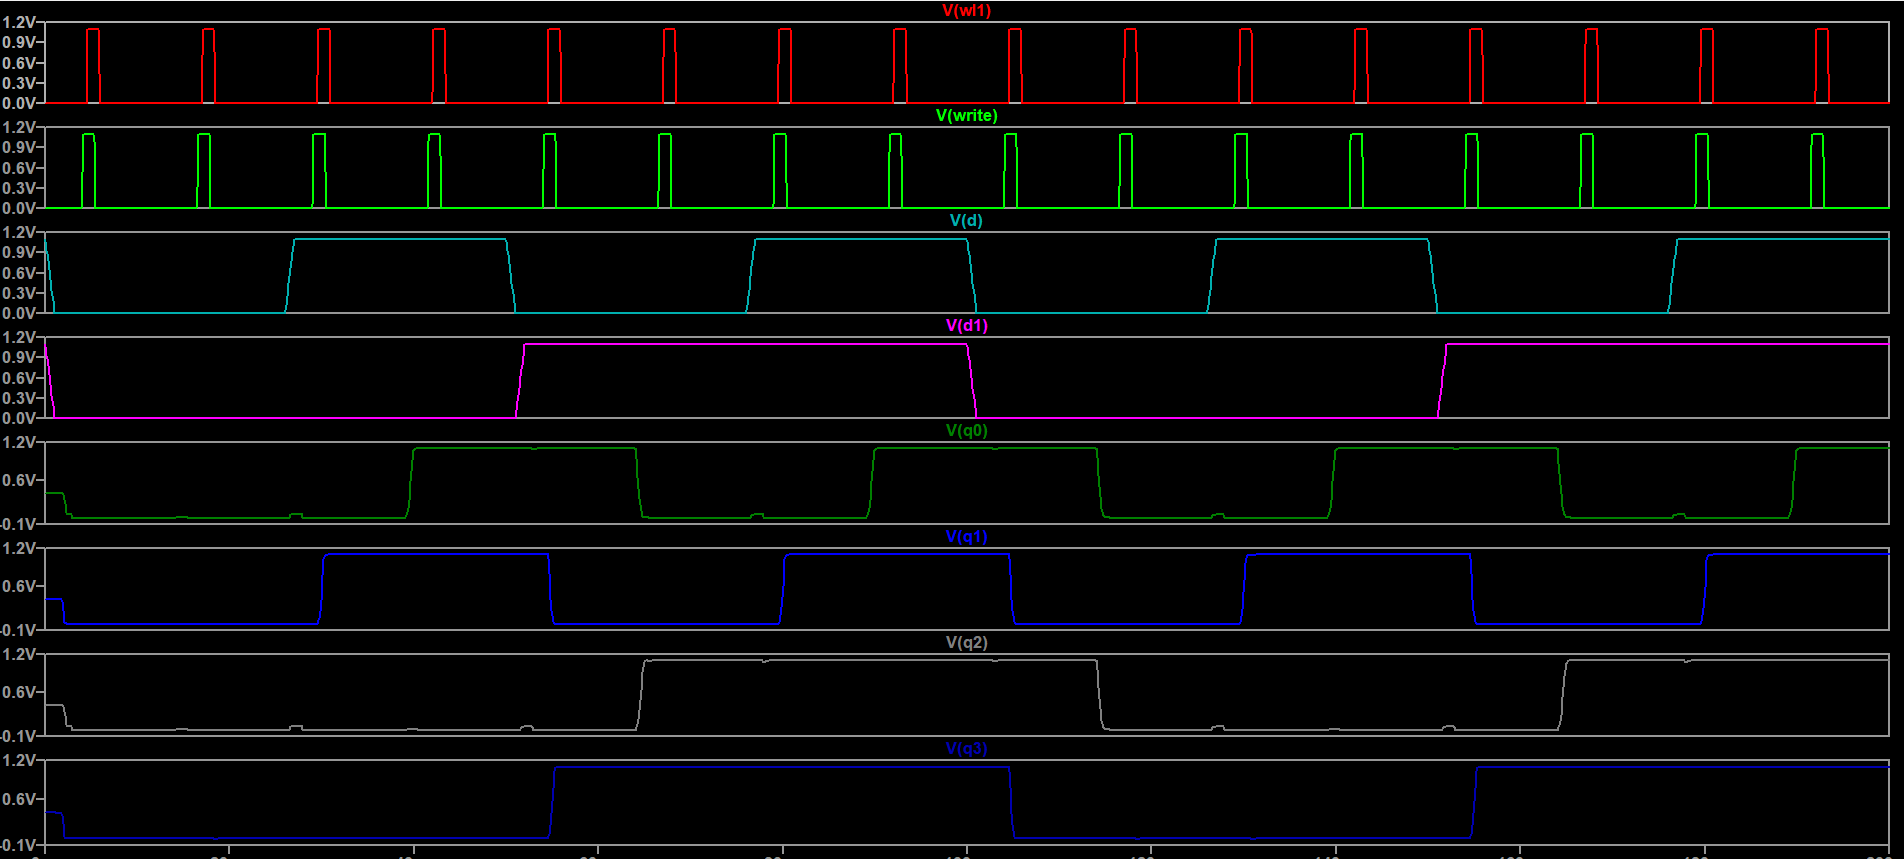 V(wl1)
1.2V
0.9V
0.6V
0.3V
0.0V
V(write)
1.2V
0.9V
0.6V
0.3V
0.0V
V(d)
1.2V
0.9V
0.6V
0.3V
0.0V
V(d1)
1.2V
0.9V
0.6V
0.3V
0.0V
V(q0)
1.2V
0.6V
-0.1V
V(q1)
1.2V
0.6V
-0.1V
V(q2)
1.2V
0.6V
-0.1V
V(q3)
1.2V
0.6V
-0.1V